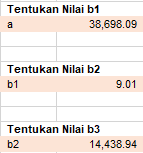 Tentukan Nilai b1
a 38,698.09
Tentukan Nilai b2
b1 9.01
Tentukan Nilai b3
b2 14,438.94